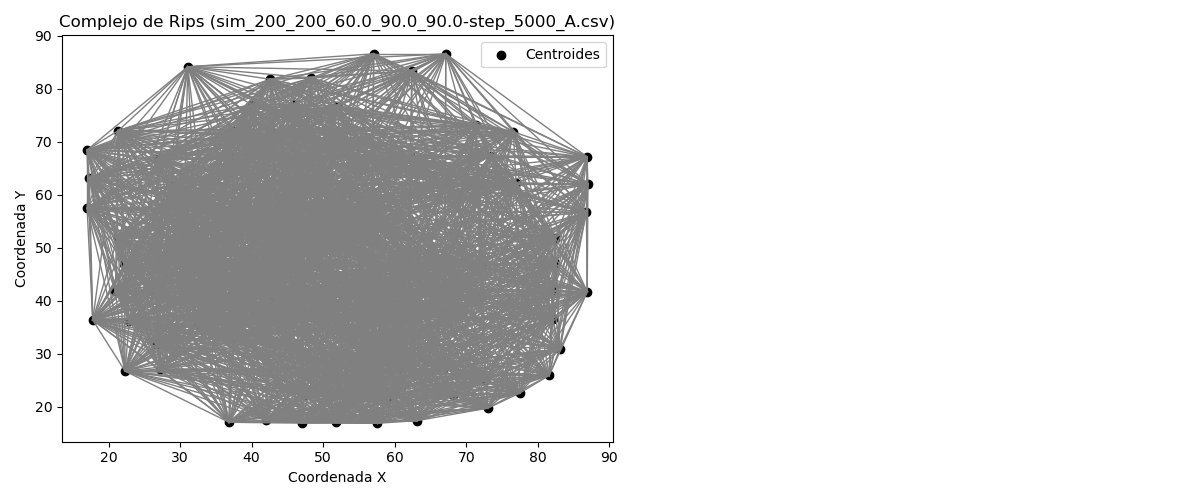 Complejo de Rips (sim_200_200_60.0_90.0_90.0-step_5000_A.csv)
Centroides
90
80
70
60
50
40
30
20
Coordenada Y
20 30 40 50 60 70 80 90
Coordenada X